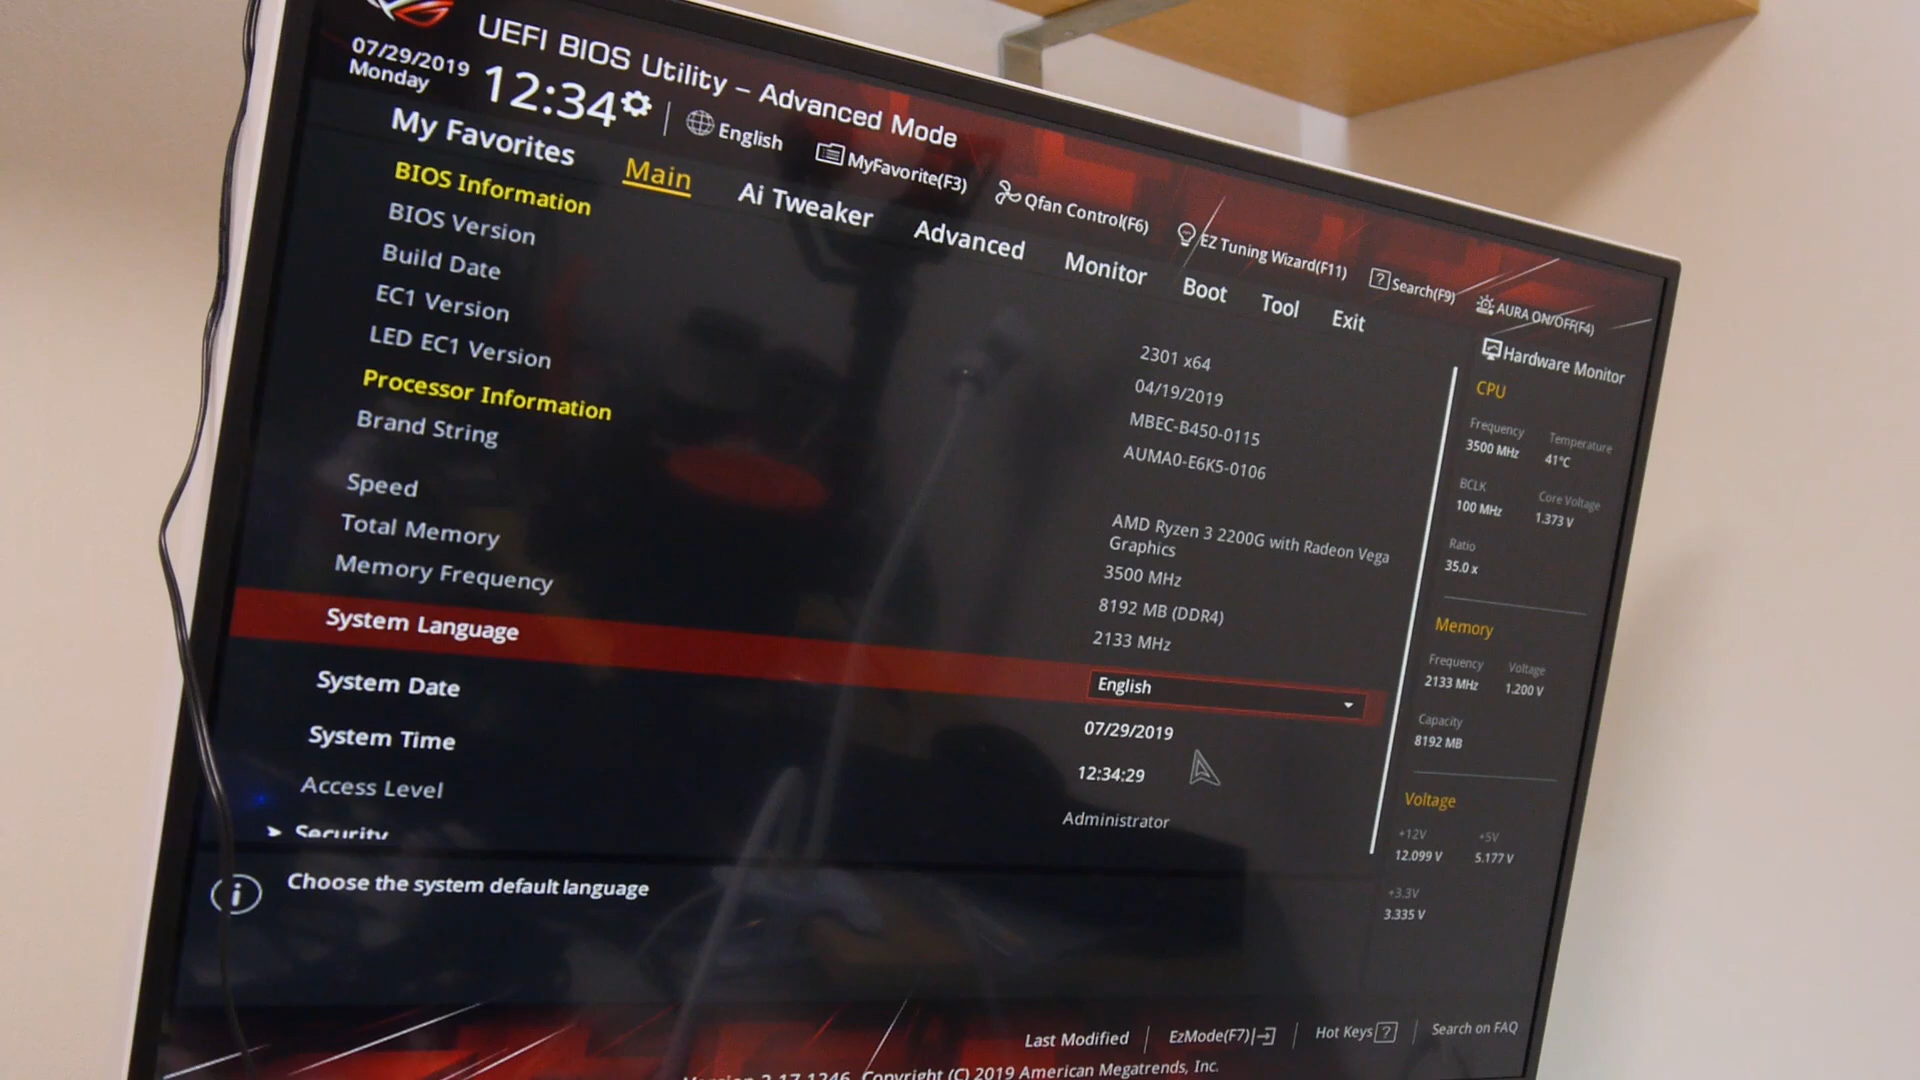 UEFI BIOS Utility – Advanced Mode
07/29/2019
Monday
12:34
English
MyFavorite(F3)
Qfan Control(F6)
EZ Tuning Wizard(F11)
Search(F9)
AURA ON/OFF(F4)
My Favorites
Main
Ai Tweaker
Advanced
Monitor
Boot
Tool
Exit
BIOS Information
BIOS Version 2301 x64
Build Date 04/19/2019
EC1 Version MBEC-B450-0115
LED EC1 Version AUMA0-E6K5-0106
Processor Information
Brand String AMD Ryzen 3 2200G with Radeon Vega
Graphics
Speed 3500 MHz
Total Memory 8192 MB (DDR4)
Memory Frequency 2133 MHz
System Language English
System Date 07/29/2019
System Time 12:34:29
Access Level Administrator
Security
Choose the system default language
Hardware Monitor
CPU
Frequency Temperature
3500 MHz 41°C
BCLK Core Voltage
100 MHz 1.373 V
Ratio
35.0 x
Memory
Frequency Voltage
2133 MHz 1.200 V
Capacity
8192 MB
Voltage
+12V +5V
12.099 V 5.177 V
+3.3V
3.335 V
Last Modified
EzMode(F7)
Hot Keys ?
Search on FAQ
Version 2.17.1246. Copyright (C) 2019 American Megatrends, Inc.